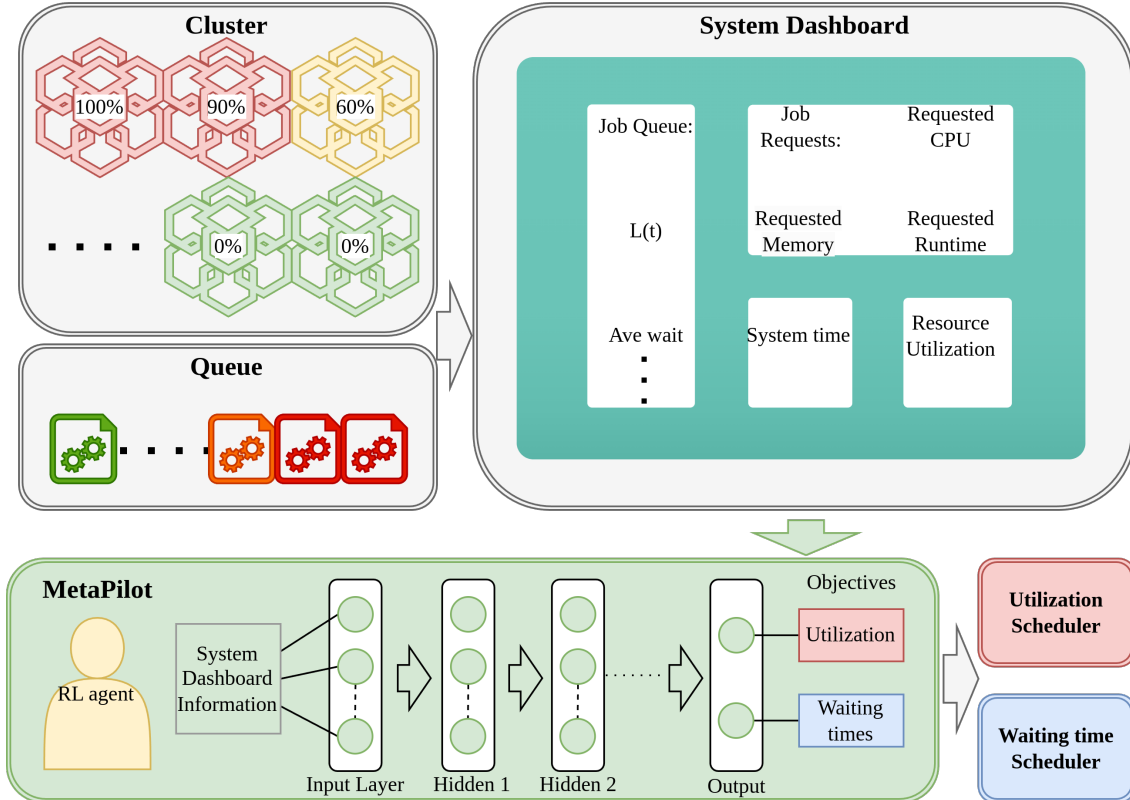 Cluster
100%
90%
60%
0%
0%
Queue
System Dashboard
Job Queue:
L(t)
Ave wait
Job
Requests:
Requested
CPU
Requested
Memory
Requested
Runtime
System time
Resource
Utilization
MetaPilot
RL agent
System
Dashboard
Information
Input Layer
Hidden 1
Hidden 2
Output
Objectives
Utilization
Waiting
times
Utilization
Scheduler
Waiting time
Scheduler